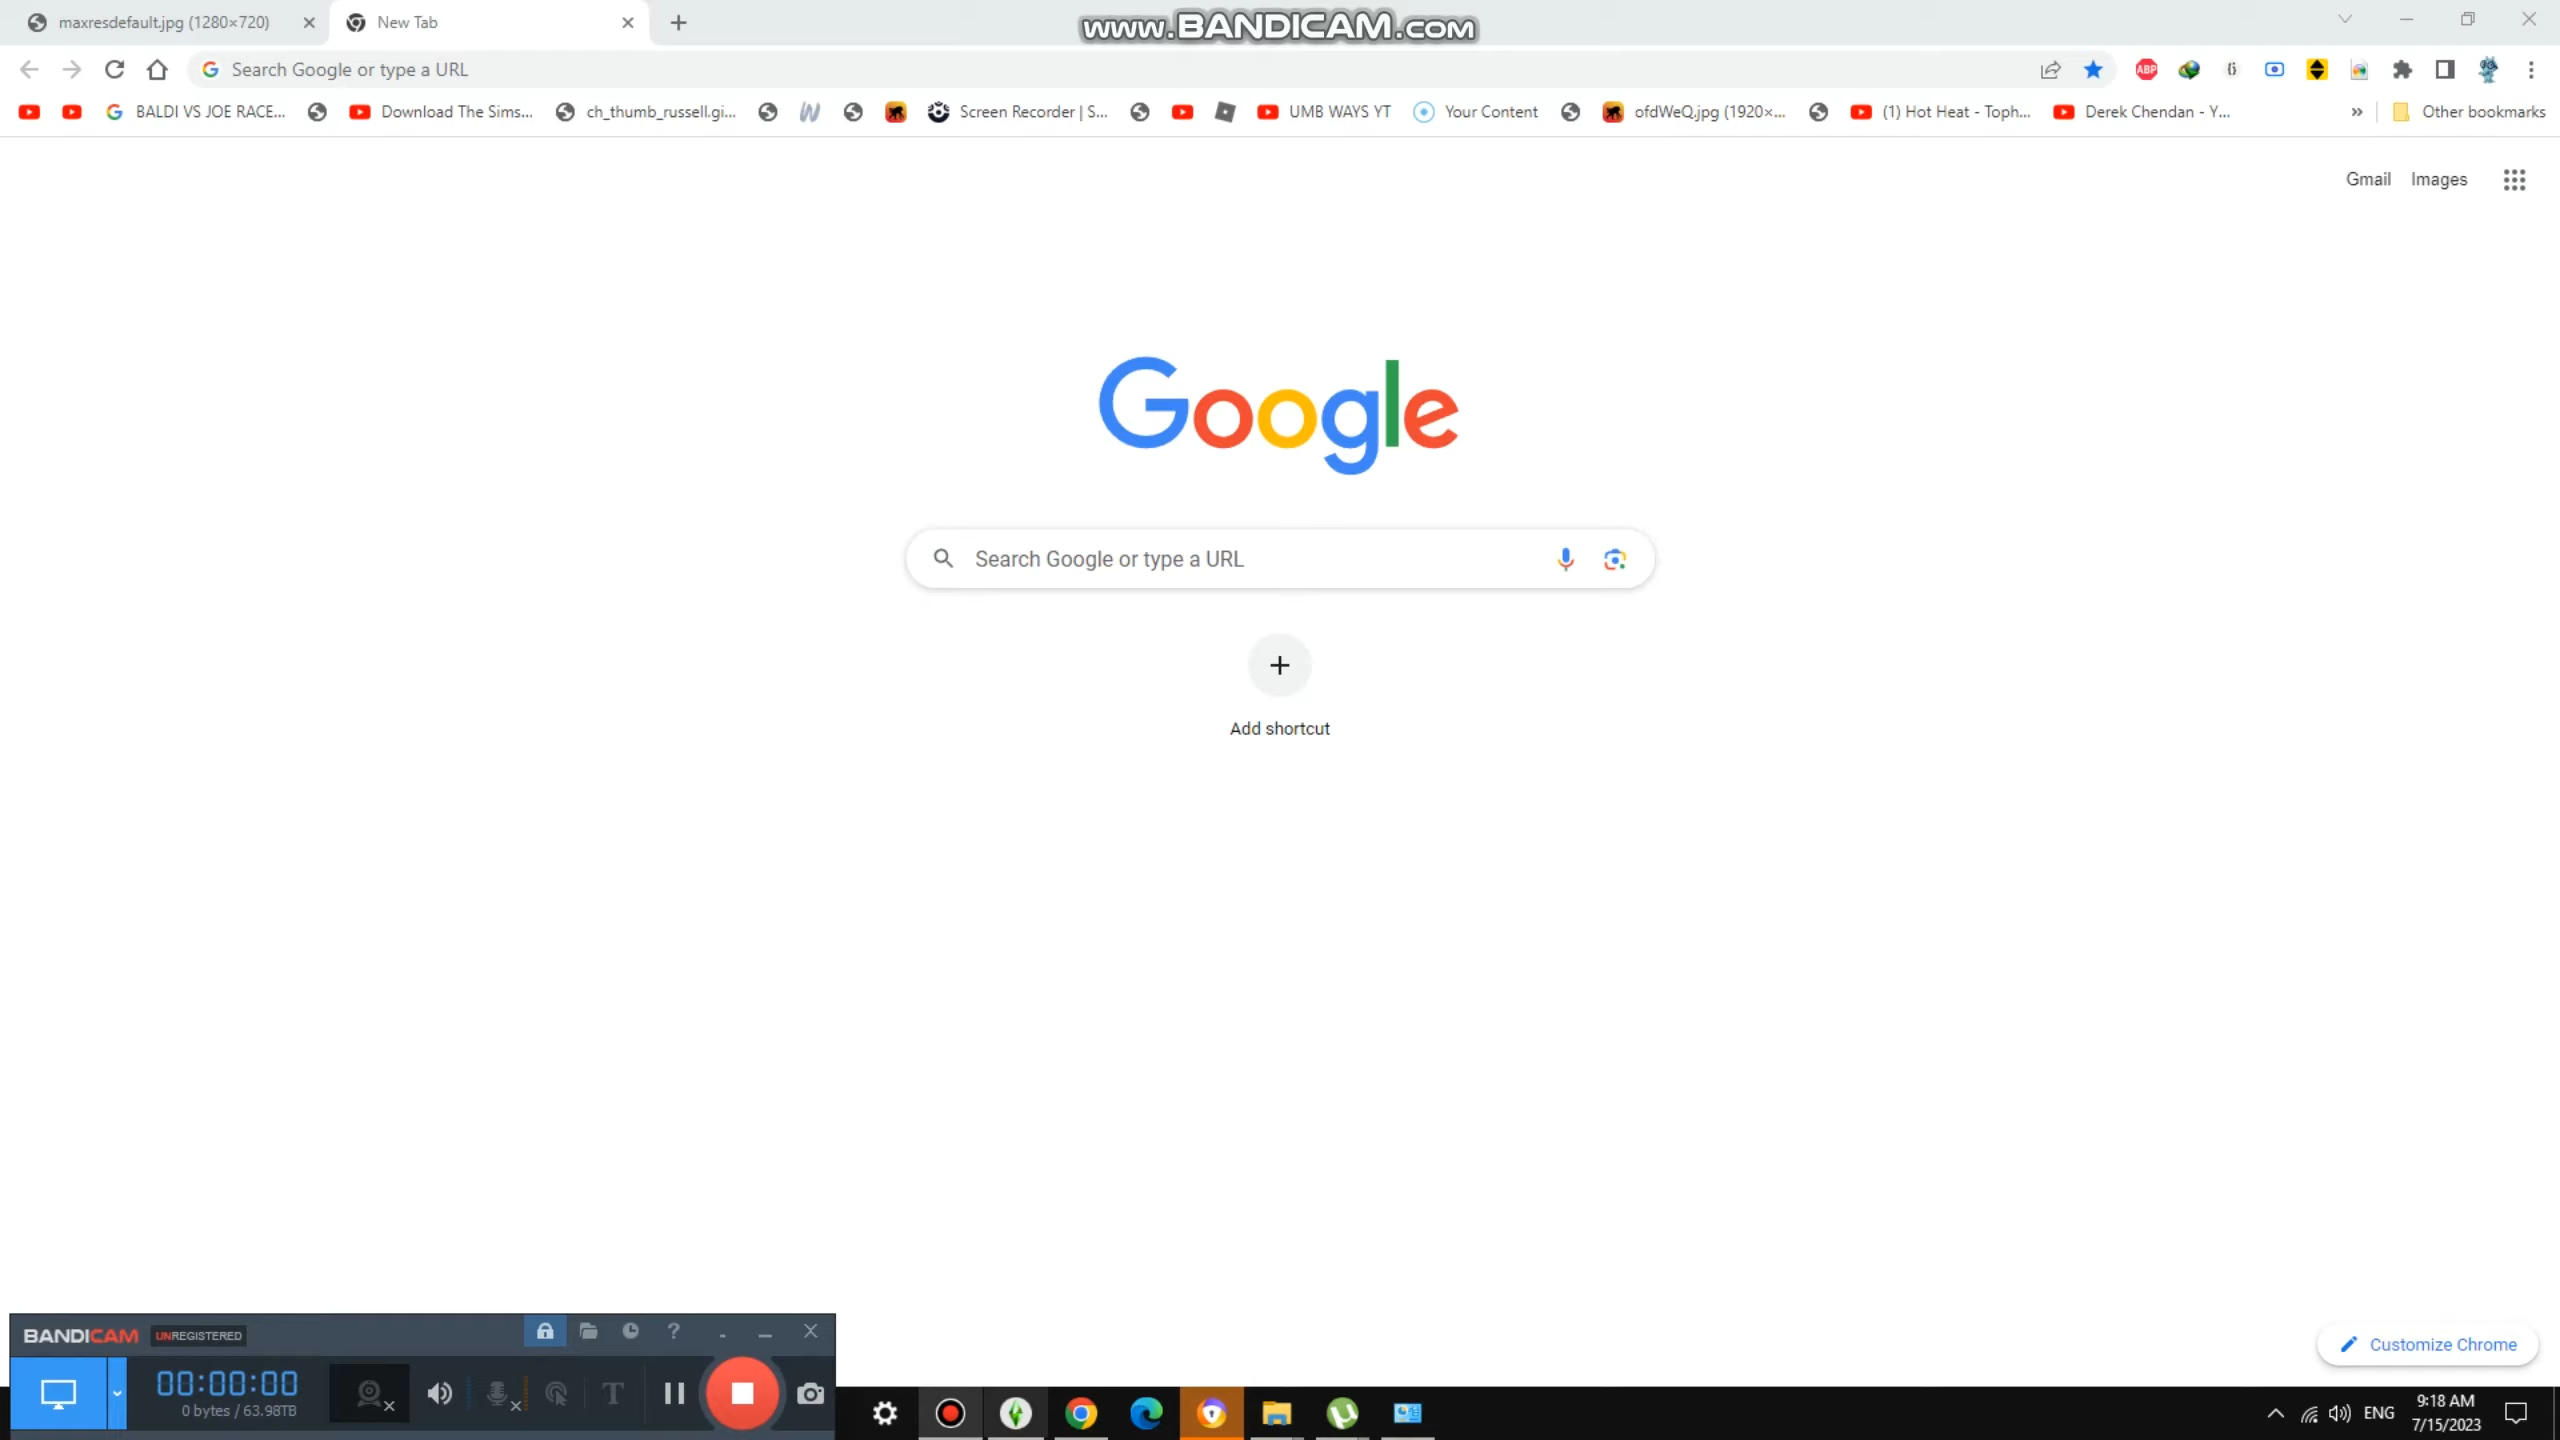 maxresdefault.jpg (1280×720)
New Tab
www.BANDICAM.com
Search Google or type a URL
ABP
BALDI VS JOE RACE...
Download The Sims...
ch_thumb_russell.gi...
Screen Recorder | S...
UMB WAYS YT
Your Content
ofdWeQ.jpg (1920×...
(1) Hot Heat - Toph...
Derek Chendan - Y...
»
Other bookmarks
Gmail
Images
Google
Search Google or type a URL
Add shortcut
Customize Chrome
BANDICAM UNREGISTERED
00:00:00
0 bytes / 63.98TB
ENG
9:18 AM
7/15/2023